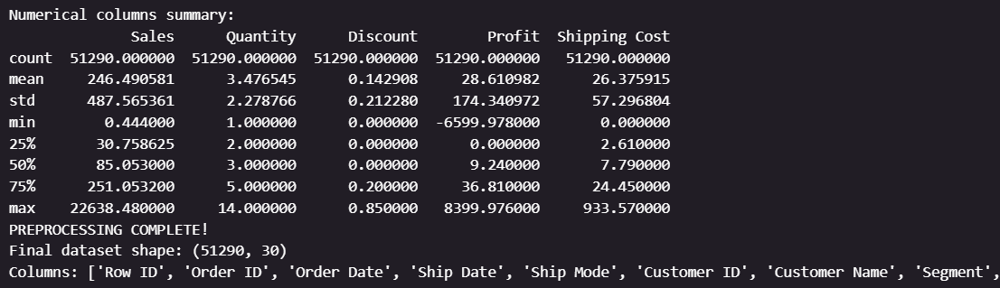 Numerical columns summary:
              Sales      Quantity      Discount        Profit  Shipping Cost
count  51290.000000  51290.000000  51290.000000  51290.000000   51290.000000
mean     246.490581      3.476545      0.142908     28.610982      26.375915
std      487.565361      2.278766      0.212280    174.340972      57.296804
min        0.444000      1.000000      0.000000  -6599.978000       0.000000
25%       30.758625      2.000000      0.000000      0.000000       2.610000
50%       85.053000      3.000000      0.000000      9.240000       7.790000
75%      251.053200      5.000000      0.200000     36.810000      24.450000
max    22638.480000     14.000000      0.850000   8399.976000     933.570000
PREPROCESSING COMPLETE!
Final dataset shape: (51290, 30)
Columns: ['Row ID', 'Order ID', 'Order Date', 'Ship Date', 'Ship Mode', 'Customer ID', 'Customer Name', 'Segment',